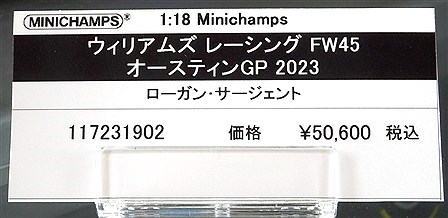 MINICHAMPS® 1:18 Minichamps
ウィリアムズ レーシング FW45
オースティンGP 2023
ローガン・サージェント
117231902 価格 ¥50,600 税込